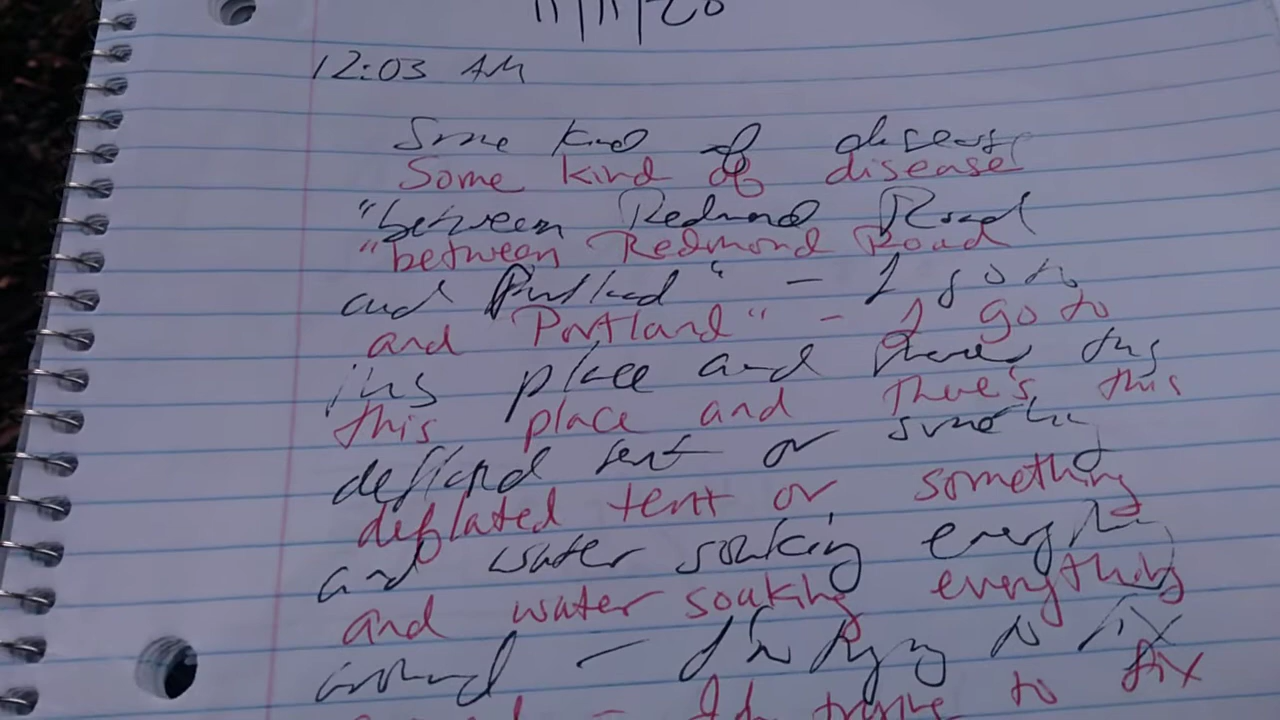 11/11/20
12:03 AM
Some kind of disease
Some kind of disease
"between Redmond Road
"between Redmond Road
and Portland" - I go to
and "Portland" - I go to
this place and there's this
this place and there's this
deflated tent or something
deflated tent or something
and water soaking everything
and water soaking everything
around - I'm trying to fix
- I'm trying to fix